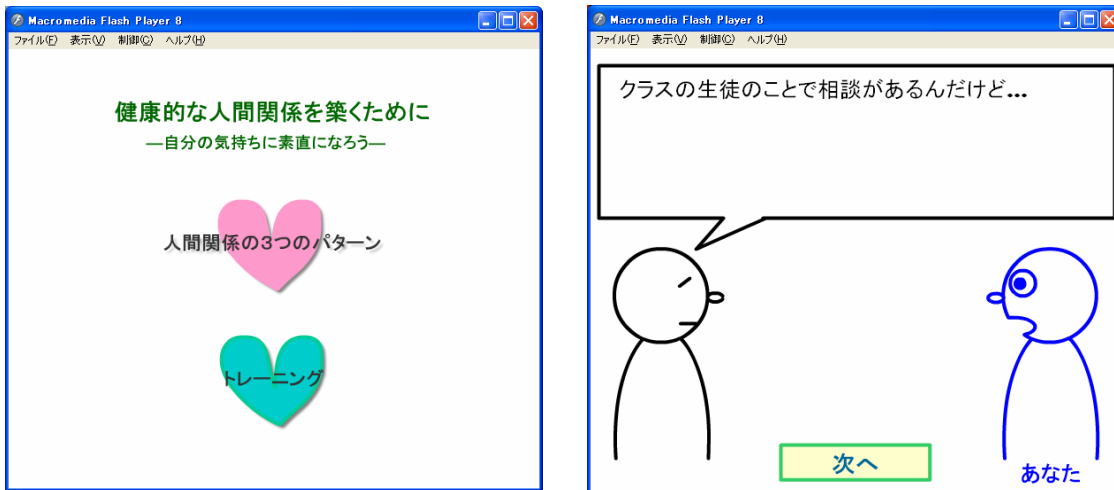 Macromedia Flash Player 8
ファイル(F) 表示(V) 制御(C) ヘルプ(H)
健康的な人間関係を築くために
―自分の気持ちに素直になろう―
人間関係の3つのパターン
トレーニング
Macromedia Flash Player 8
ファイル(F) 表示(V) 制御(C) ヘルプ(H)
クラスの生徒のことで相談があるんだけど...
次へ
あなた